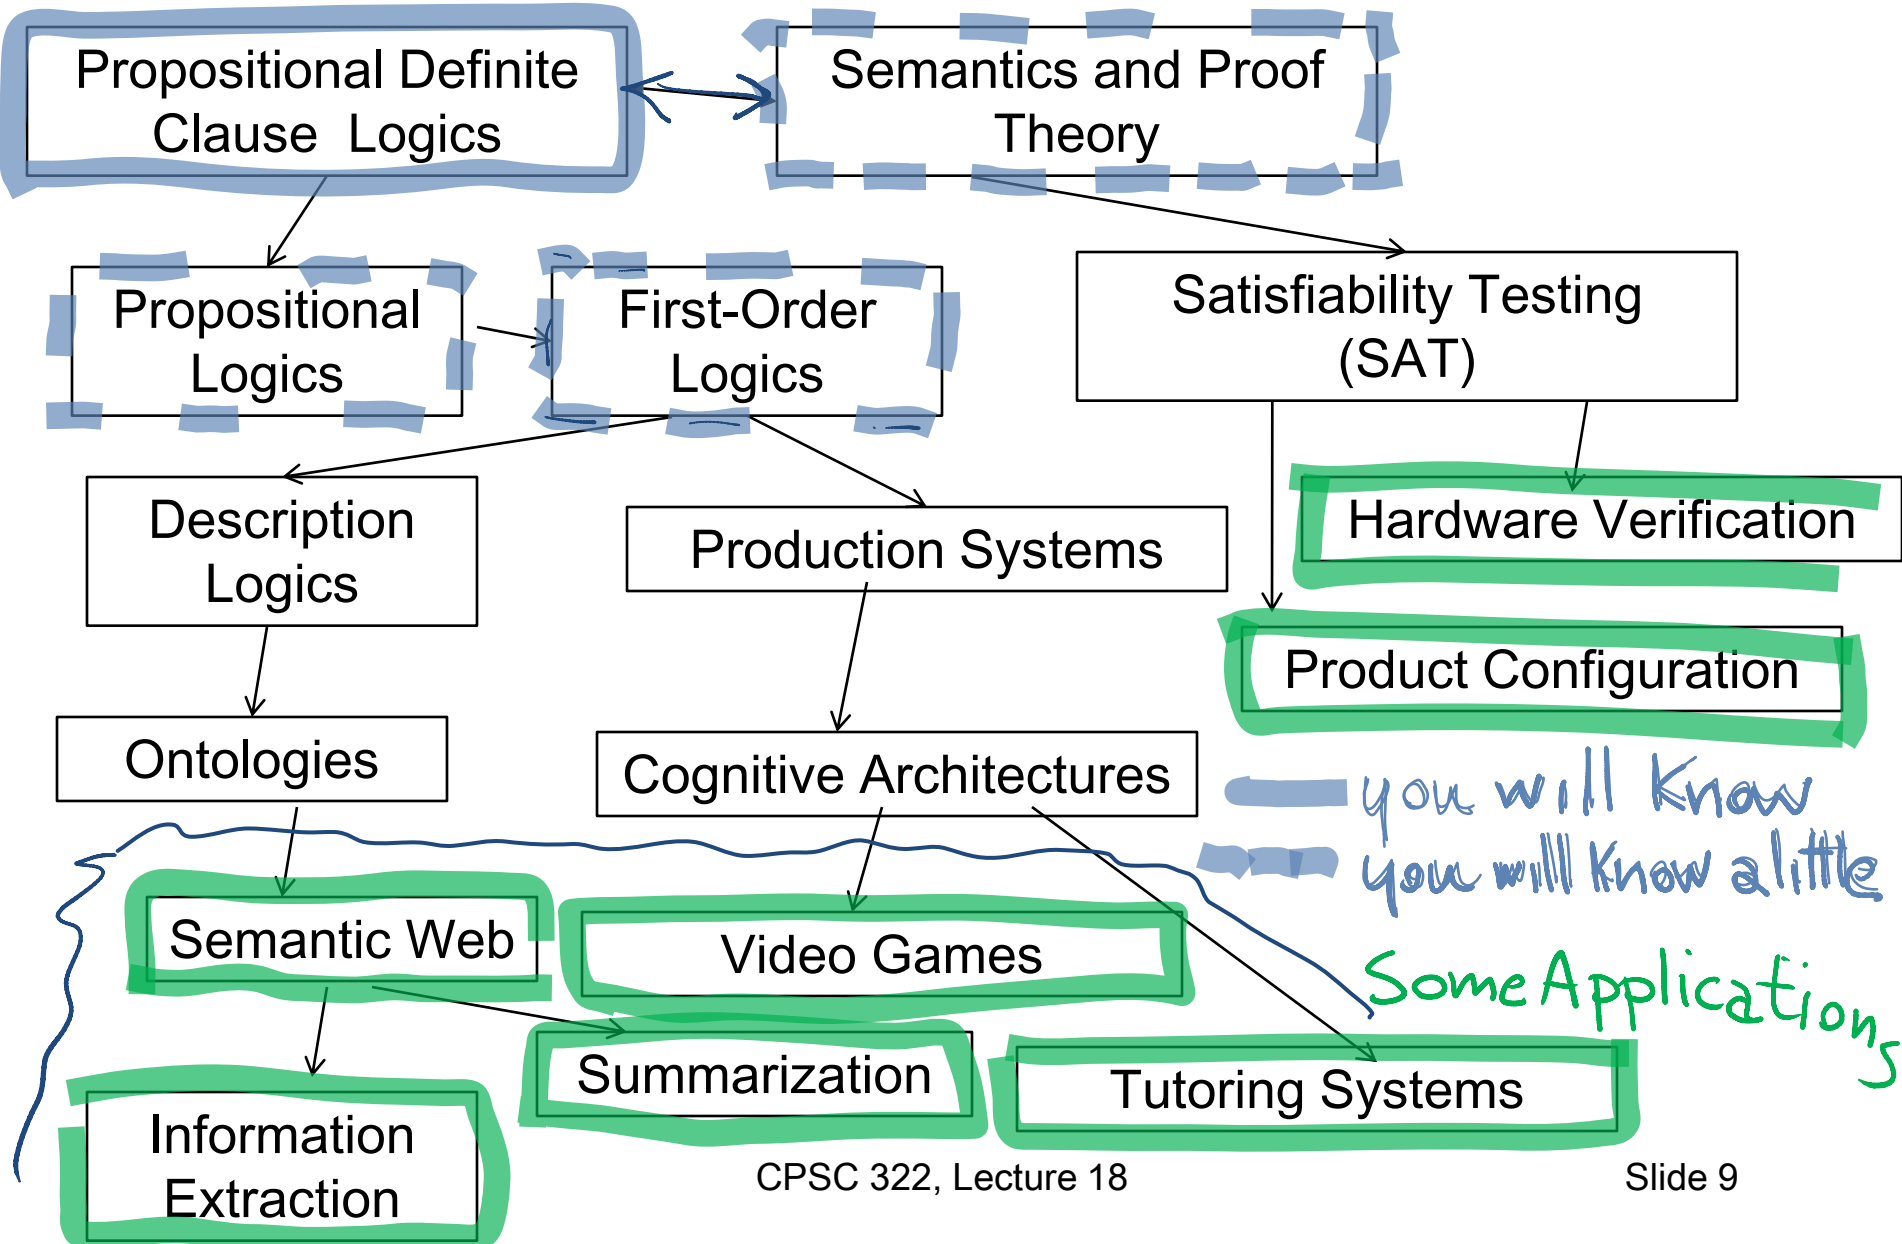 Propositional Definite
Clause Logics
Semantics and Proof
Theory
Propositional
Logics
First-Order
Logics
Satisfiability Testing
(SAT)
Description
Logics
Production Systems
Hardware Verification
Product Configuration
Ontologies
Cognitive Architectures
you will know
you will know a little
Semantic Web
Video Games
Some Applications
Summarization
Tutoring Systems
Information
Extraction
CPSC 322, Lecture 18
Slide 9